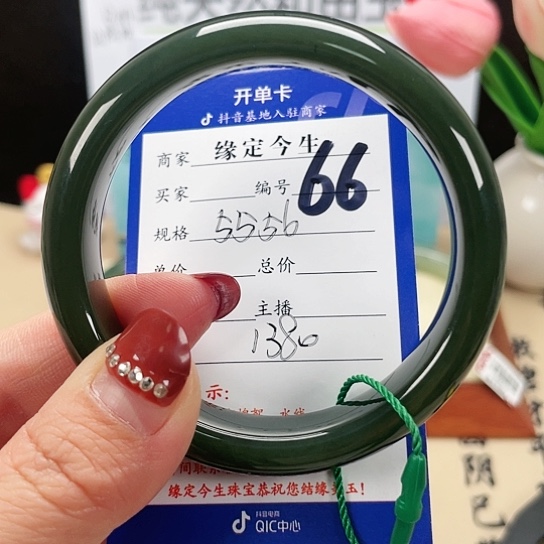 开单卡
抖音基地入驻商家
商家 缘定今生
买家 编号 66
规格 5556
单价 总价
主播
1380
示:
缘定今生珠宝恭祝您结缘美玉!
抖音电商
QIC中心